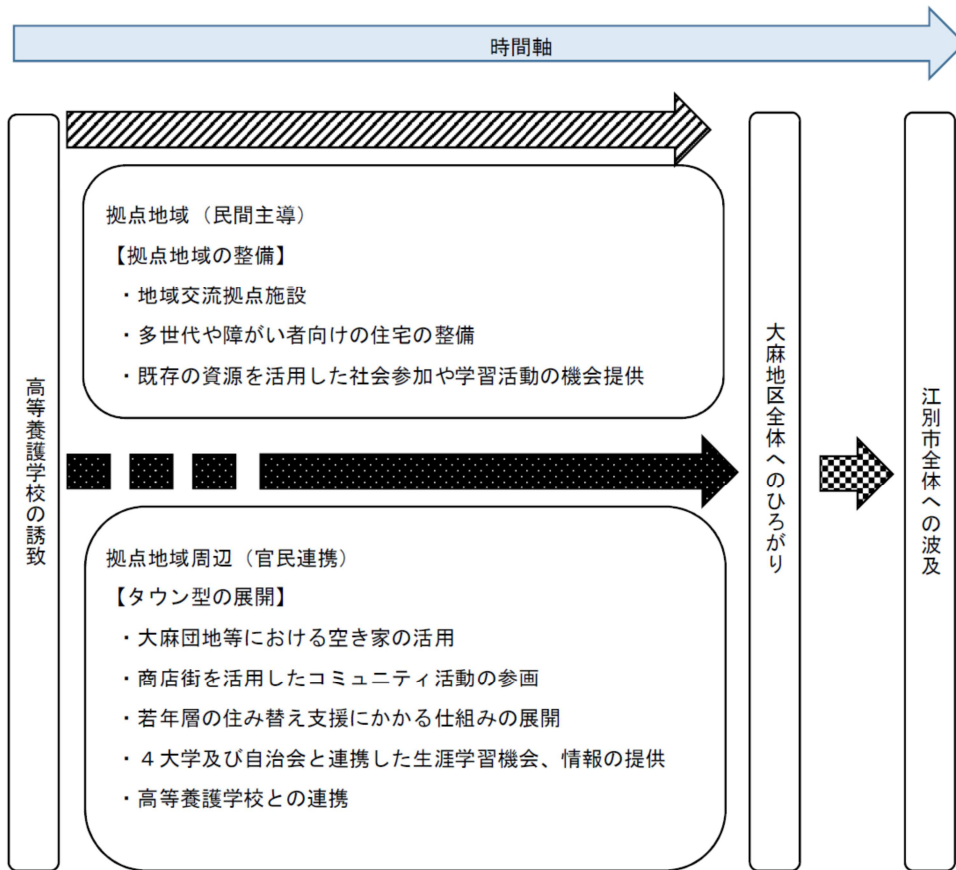 時間軸
高等養護学校の誘致
拠点地域（民間主導）
【拠点地域の整備】
・地域交流拠点施設
・多世代や障がい者向けの住宅の整備
・既存の資源を活用した社会参加や学習活動の機会提供
拠点地域周辺（官民連携）
【タウン型の展開】
・大麻団地等における空き家の活用
・商店街を活用したコミュニティ活動の参画
・若年層の住み替え支援にかかる仕組みの展開
・４大学及び自治会と連携した生涯学習機会、情報の提供
・高等養護学校との連携
大麻地区全体へのひろがり
江別市全体への波及